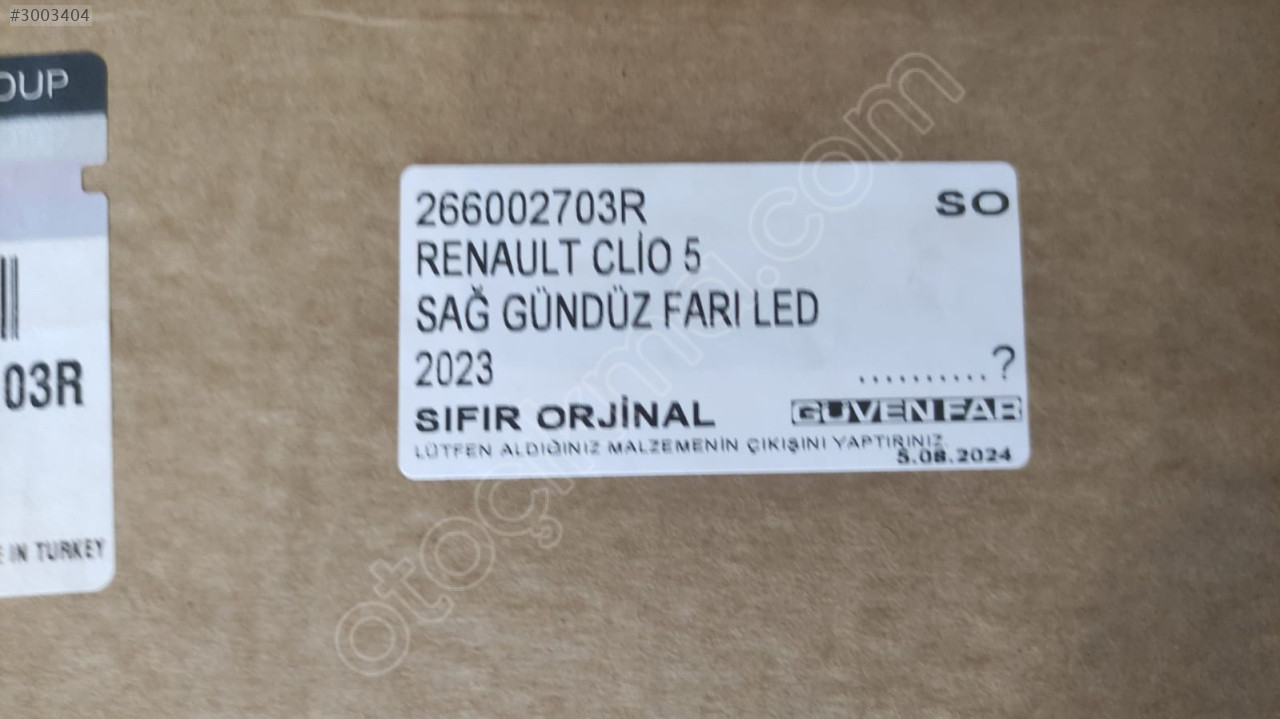 #3003404
OUP
03R
IN TURKEY
266002703R SO
RENAULT CLİO 5
SAĞ GÜNDÜZ FARI LED
2023 ..........?
SIFIR ORJİNAL GÜVEN FAR
LÜTFEN ALDIĞINIZ MALZEMENİN ÇIKIŞINI YAPTIRINIZ.
5.08.2024
otoçıkmıd.com